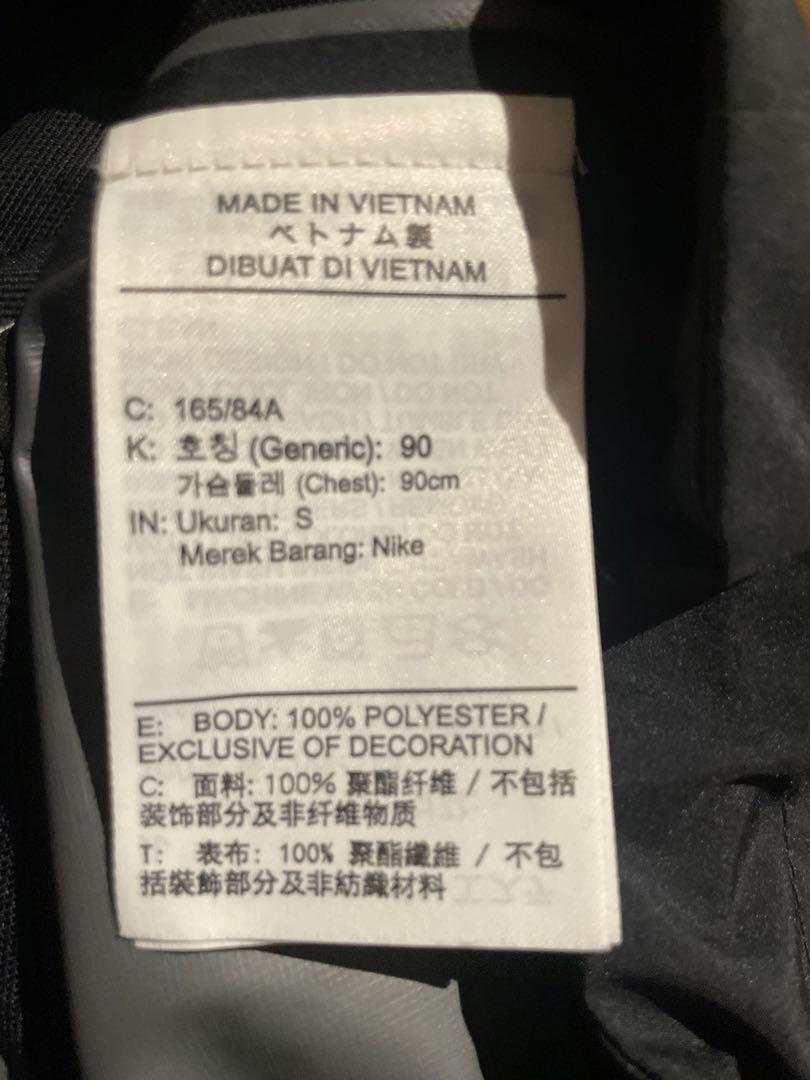 MADE IN VIETNAM
ベトナム製
DIBUAT DI VIETNAM
C: 165/84A
K: 호칭 (Generic): 90
가슴둘레 (Chest): 90cm
IN: Ukuran: S
Merek Barang: Nike
E: BODY: 100% POLYESTER /
EXCLUSIVE OF DECORATION
C: 面料: 100% 聚酯纤维 / 不包括
装饰部分及非纤维物质
T: 表布: 100% 聚酯纖維 / 不包
括裝飾部分及非紡織材料